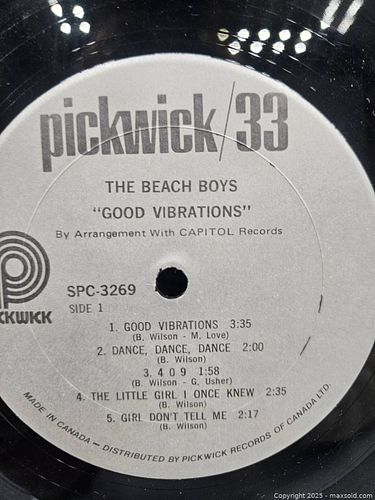 pickwick/33
THE BEACH BOYS
"GOOD VIBRATIONS"
By Arrangement With CAPITOL Records
SPC-3269
SIDE 1
1. GOOD VIBRATIONS 3:35
(B. Wilson - M. Love)
2. DANCE, DANCE, DANCE 2:00
(B. Wilson)
3. 4 0 9 1:58
(B. Wilson - G. Usher)
4. THE LITTLE GIRL I ONCE KNEW 2:35
(B. Wilson)
5. GIRL DON'T TELL ME 2:17
(B. Wilson)
MADE IN CANADA - DISTRIBUTED BY PICKWICK RECORDS OF CANADA LTD.
Copyright © 2025 - maxsold.com